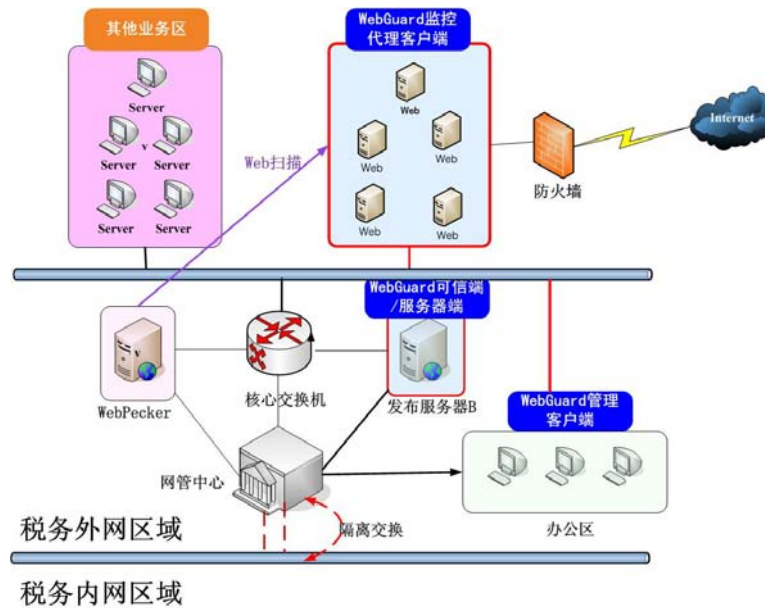 其他业务区
WebGuard监控
代理客户端
Server
Web
Server
v
Server
Web
Web
Internet
Web扫描
Server
Server
Web
Web
防火墙
WebGuard可信端
/服务器端
v
WebPecker
核心交换机
发布服务器B
WebGuard管理
客户端
网管中心
税务外网区域
隔离交换
办公区
税务内网区域